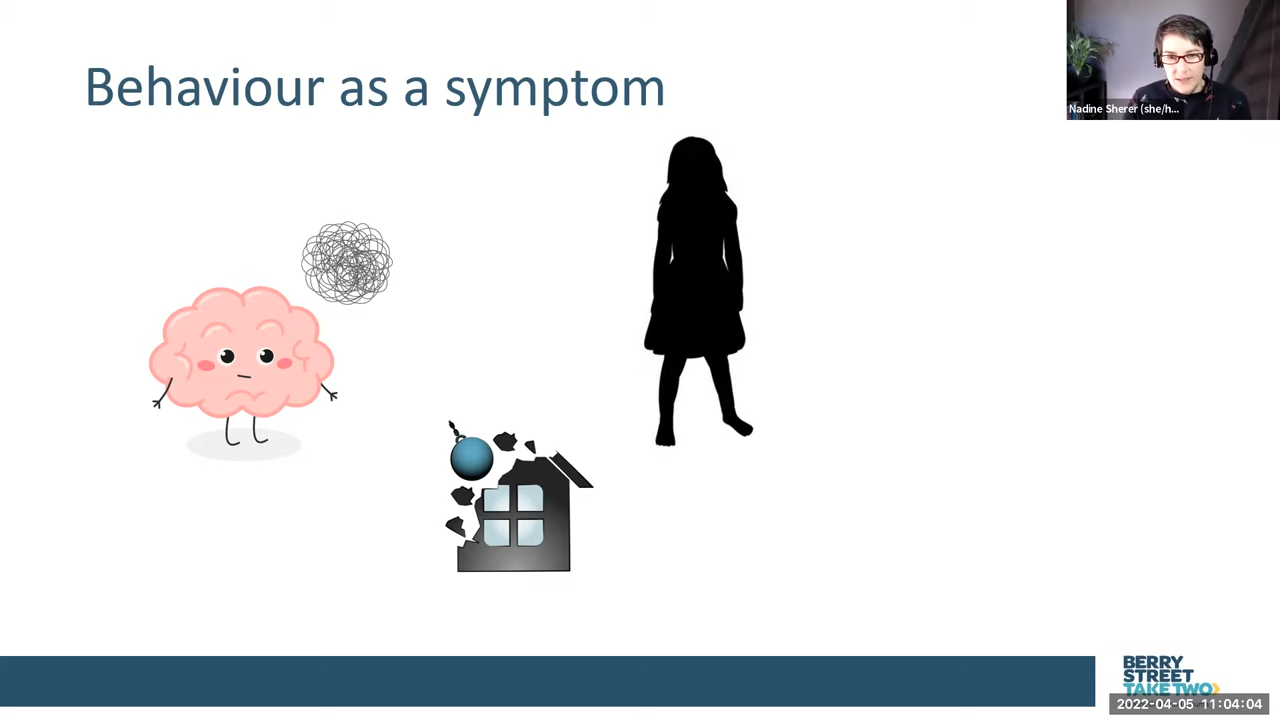 Behaviour as a symptom
Nadine Sherer (she/h...
BERRY
STREET
TAKE TWO
2022-04-05 11:04:04